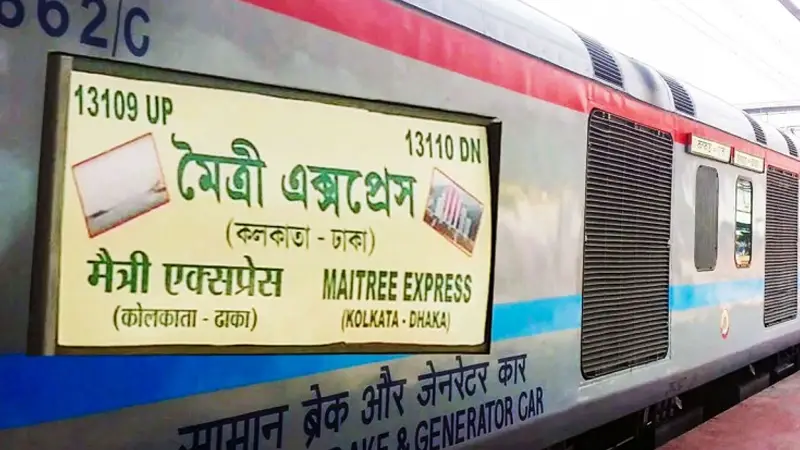 662/C
13109 UP
13110 DN
মৈত্রী এক্সপ্রেস
(কলকাতা - ঢাকা)
मैत्री एक्सप्रेस
(कोलकाता - ढाका)
MAITREE EXPRESS
(KOLKATA - DHAKA)
सामान ब्रेक और जेनरेटर कार
& GENERATOR CAR